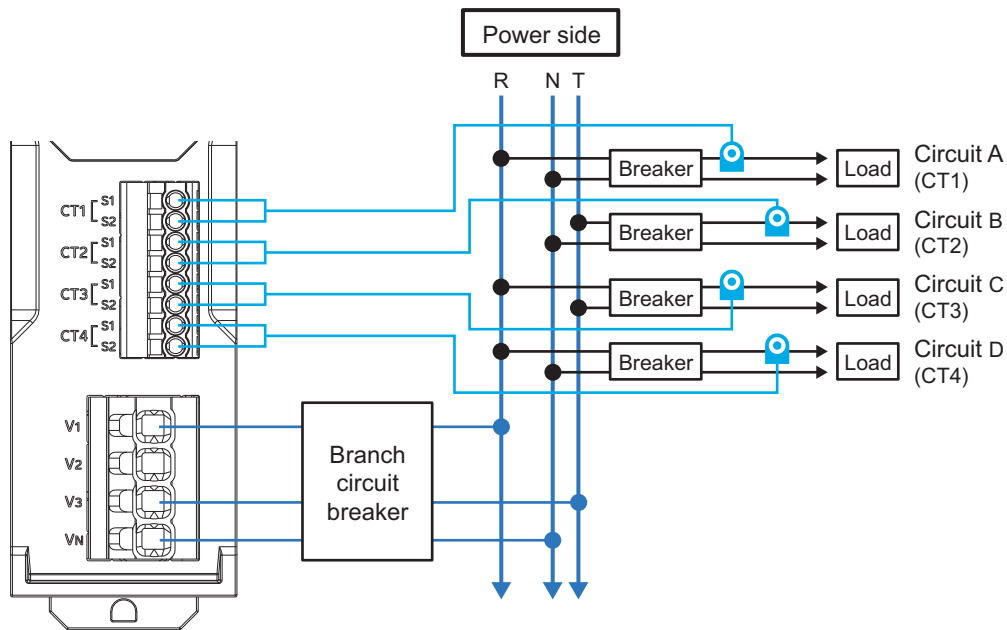 Power side
R N T
CT1 S1
S2
CT2 S1
S2
CT3 S1
S2
CT4 S1
S2
Breaker
Load
Circuit A
(CT1)
Breaker
Load
Circuit B
(CT2)
Breaker
Load
Circuit C
(CT3)
Breaker
Load
Circuit D
(CT4)
V1
V2
V3
VN
Branch
circuit
breaker